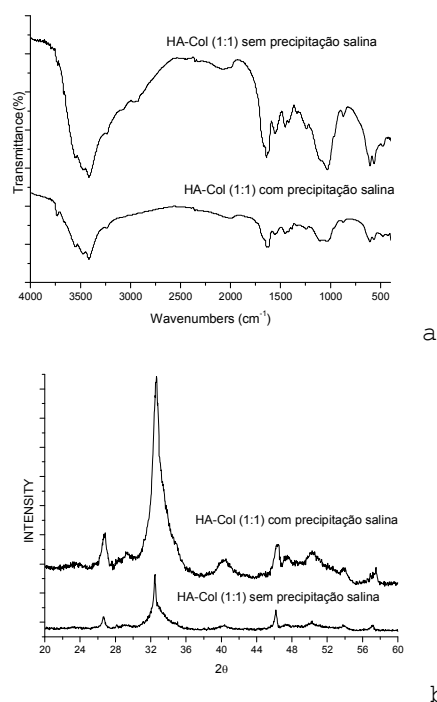 HA-Col (1:1) sem precipitação salina
Transmittance(%)
HA-Col (1:1) com precipitação salina
4000 3500 3000 2500 2000 1500 1000 500
Wavenumbers (cm-1)
a
INTENSITY
HA-Col (1:1) com precipitação salina
HA-Col (1:1) sem precipitação salina
20 24 28 32 36 40 44 48 52 56 60
2θ
b